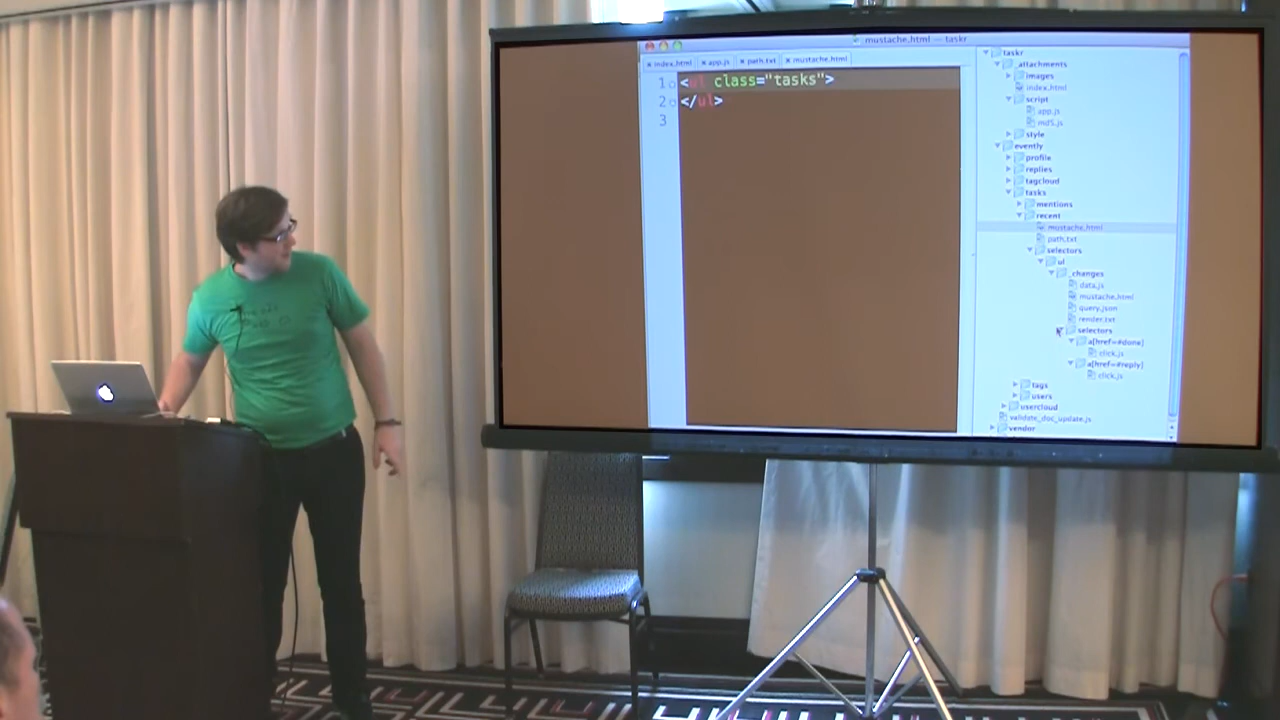 mustache.html — taskr
index.html app.js path.txt mustache.html
1 <ul class="tasks">
2 </ul>
3
taskr
_attachments
images
index.html
script
app.js
md5.js
style
evently
profile
replies
tagcloud
tasks
mentions
recent
mustache.html
path.txt
selectors
ul
_changes
data.js
mustache.html
query.json
render.txt
selectors
a[href=#done]
click.js
a[href=#reply]
click.js
tags
users
usercloud
validate_doc_update.js
vendor